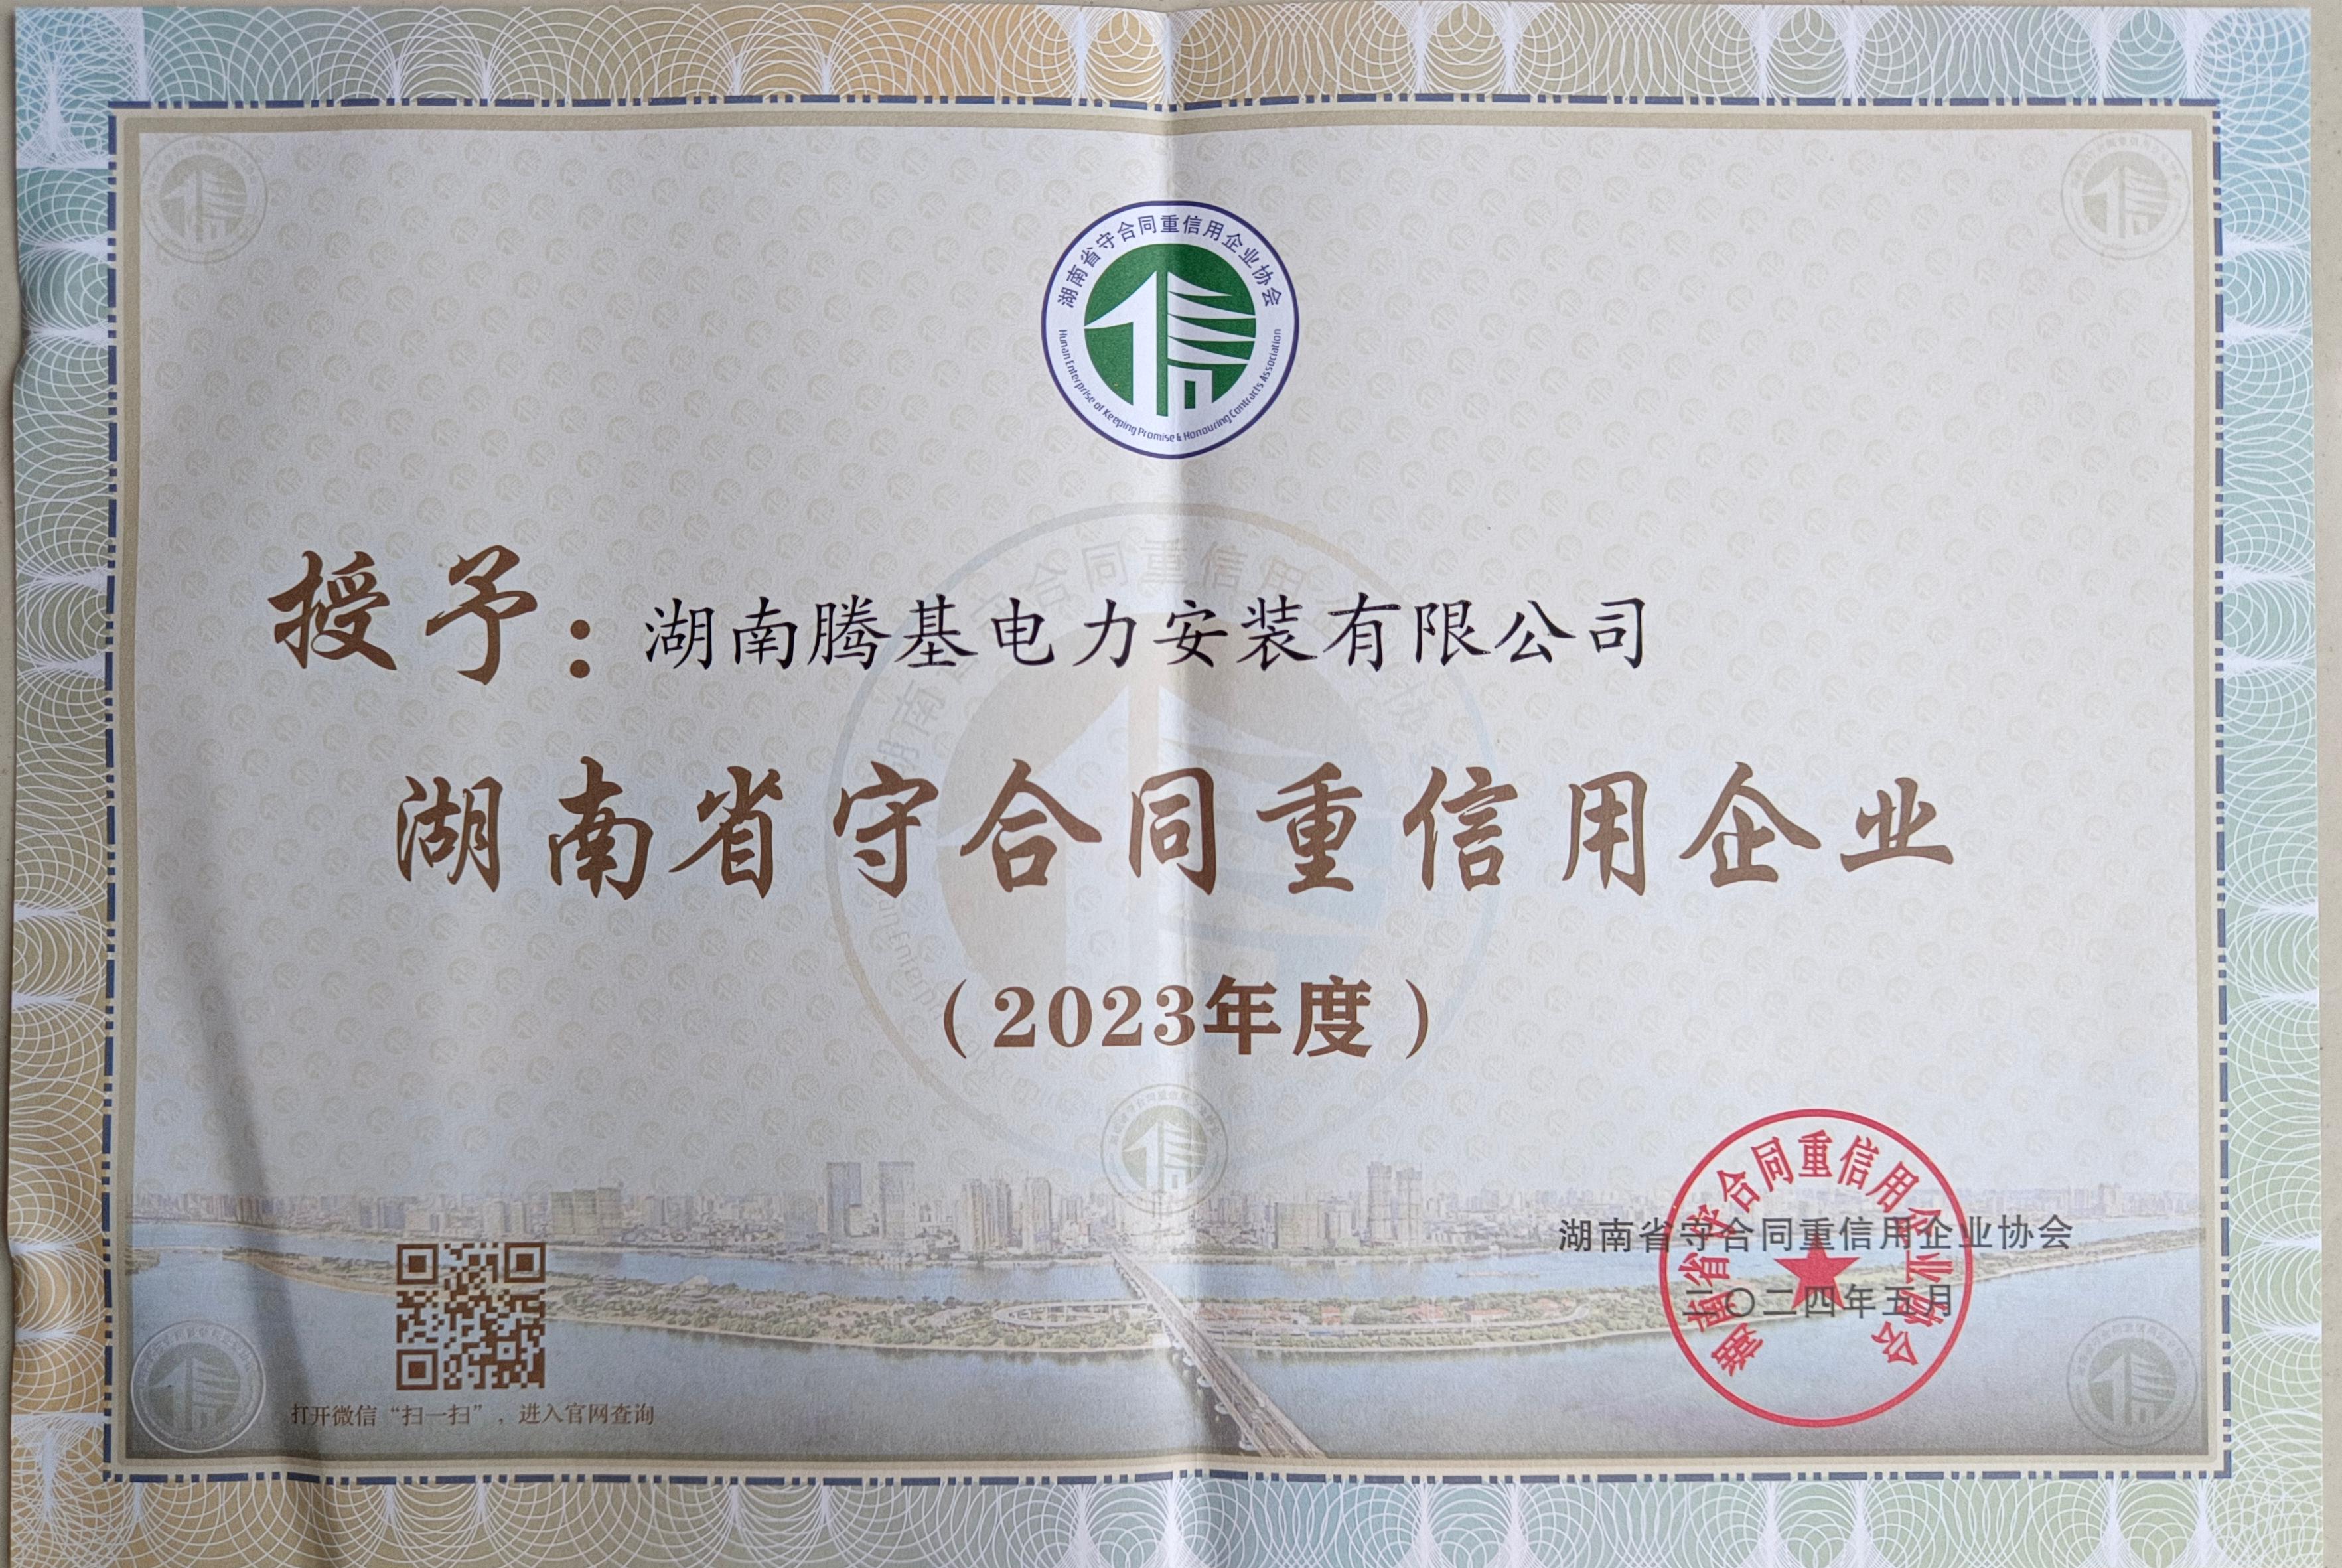 湖南省守合同重信用企业协会
Hunan Enterprise of Keeping Promise & Honouring Contracts Association
授予：湖南腾基电力安装有限公司
湖南省守合同重信用企业
（2023年度）
湖南省守合同重信用企业协会
二〇二四年五月
湖南省守合同重信用企业协会
打开微信“扫一扫”，进入官网查询